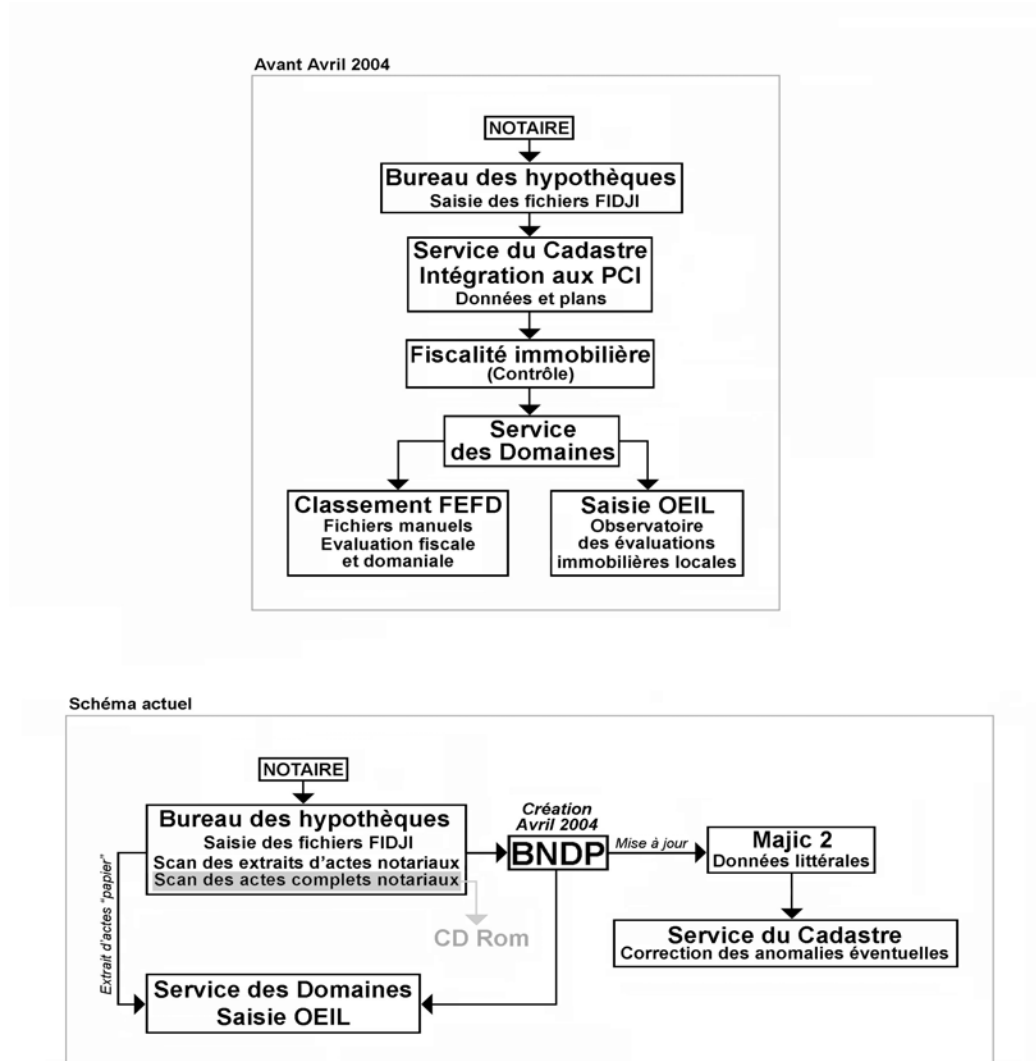 Avant Avril 2004
NOTAIRE
Bureau des hypothèques
Saisie des fichiers FIDJI
Service du Cadastre
Intégration aux PCI
Données et plans
Fiscalité immobilière
(Contrôle)
Service
des Domaines
Classement FEFD
Fichiers manuels
Evaluation fiscale
et domaniale
Saisie OEIL
Observatoire
des évaluations
immobilières locales
Schéma actuel
NOTAIRE
Bureau des hypothèques
Saisie des fichiers FIDJI
Scan des extraits d’actes notariaux
Scan des actes complets notariaux
Extrait d’actes “papier”
CD Rom
Création
Avril 2004
BNDP
Mise à jour
Majic 2
Données littérales
Service du Cadastre
Correction des anomalies éventuelles
Service des Domaines
Saisie OEIL